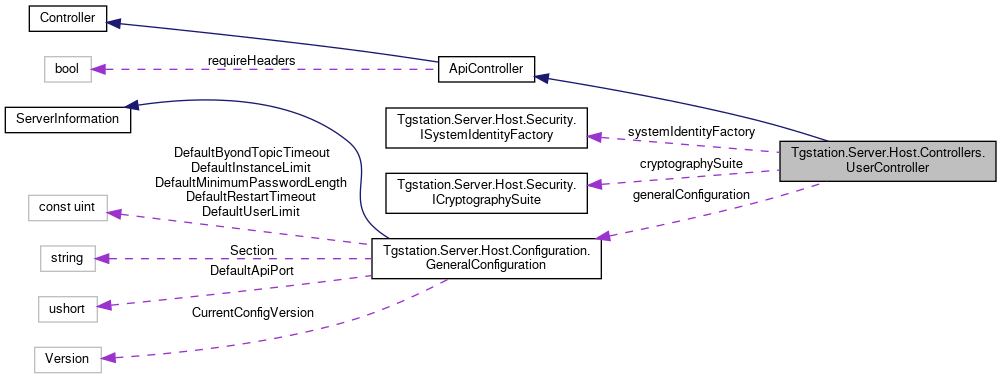 Controller
bool
requireHeaders
ApiController
ServerInformation
Tgstation.Server.Host.Security.
ISystemIdentityFactory
systemIdentityFactory
Tgstation.Server.Host.Controllers.
UserController
cryptographySuite
Tgstation.Server.Host.Security.
ICryptographySuite
generalConfiguration
DefaultByondTopicTimeout
DefaultInstanceLimit
DefaultMinimumPasswordLength
DefaultRestartTimeout
DefaultUserLimit
const uint
Tgstation.Server.Host.Configuration.
GeneralConfiguration
string
Section
DefaultApiPort
ushort
CurrentConfigVersion
Version